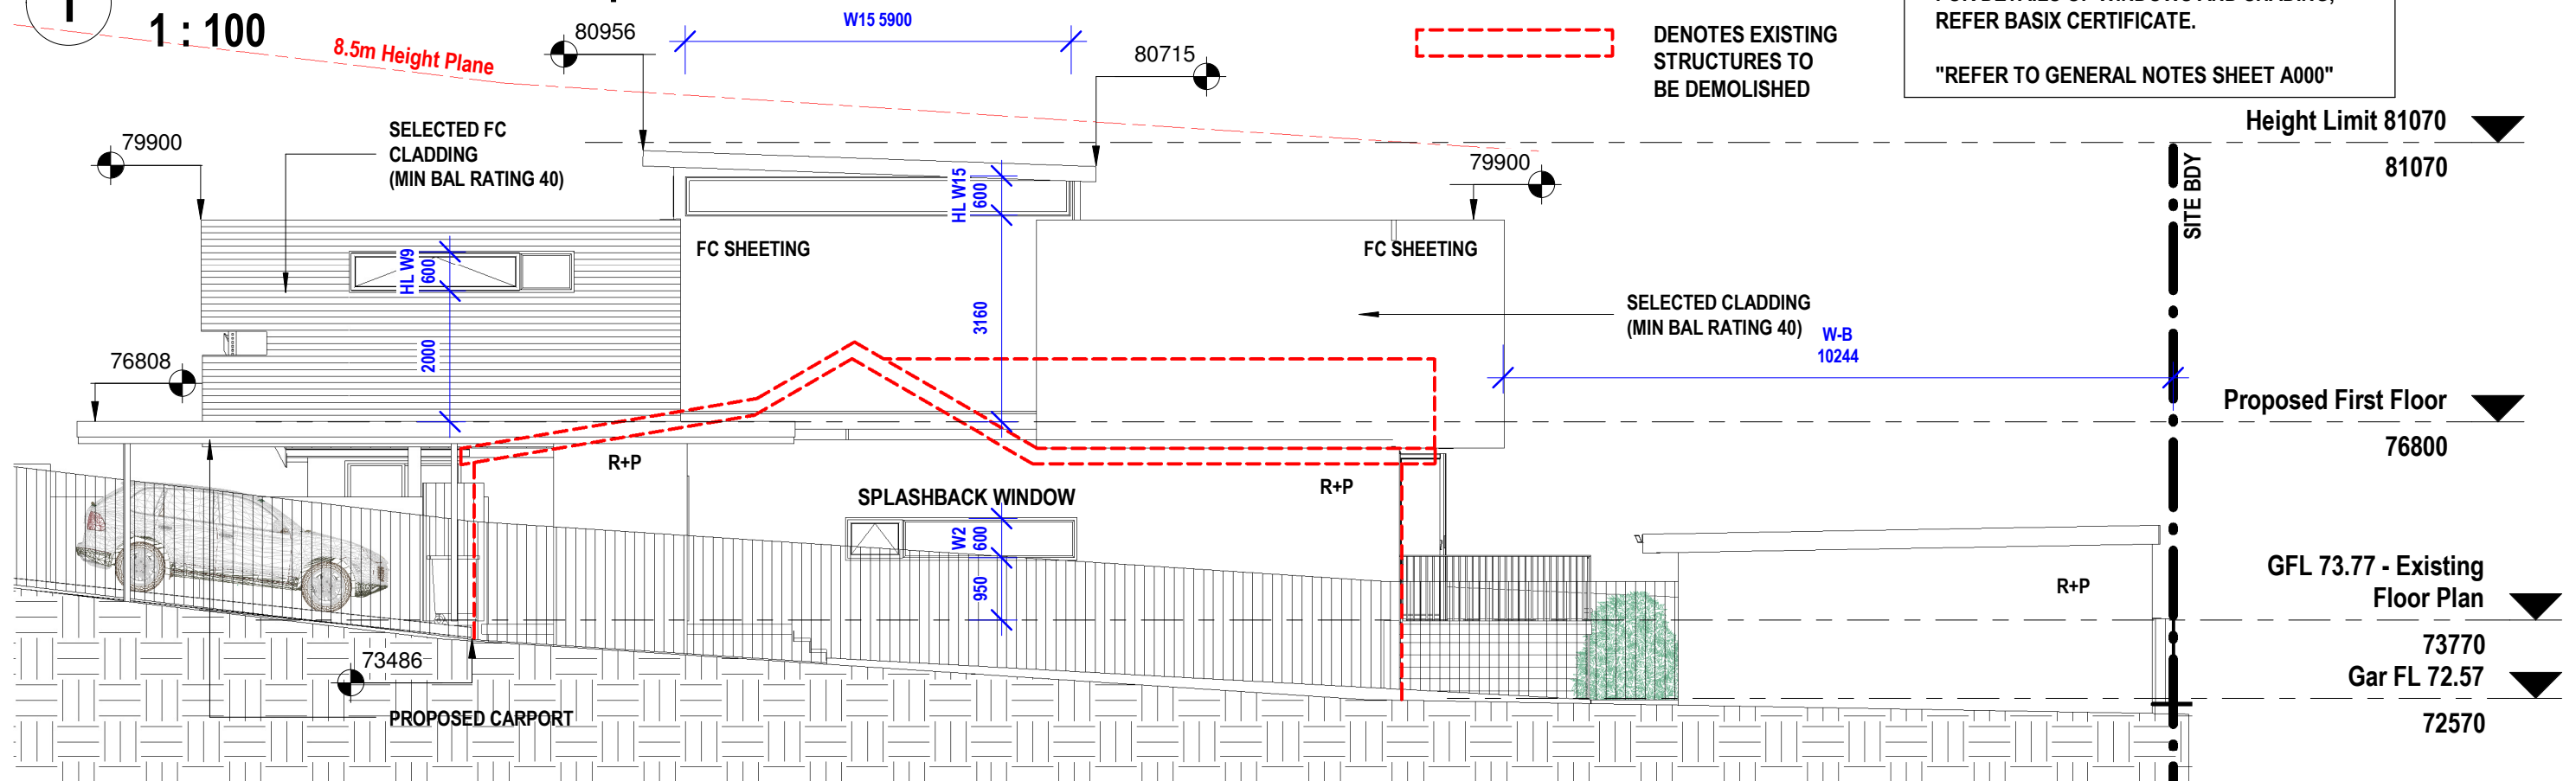 1 : 100
8.5m Height Plane
80956
W15 5900
80715
DENOTES EXISTING
STRUCTURES TO
BE DEMOLISHED
REFER BASIX CERTIFICATE.
"REFER TO GENERAL NOTES SHEET A000"
Height Limit 81070
81070
SITE BDY
79900
SELECTED FC
CLADDING
(MIN BAL RATING 40)
79900
HL W15
600
FC SHEETING
FC SHEETING
HL W9
600
3160
2000
SELECTED CLADDING
(MIN BAL RATING 40)
W-B
10244
76808
Proposed First Floor
76800
R+P
R+P
SPLASHBACK WINDOW
W2
600
950
R+P
GFL 73.77 - Existing
Floor Plan
73770
73486
Gar FL 72.57
72570
PROPOSED CARPORT